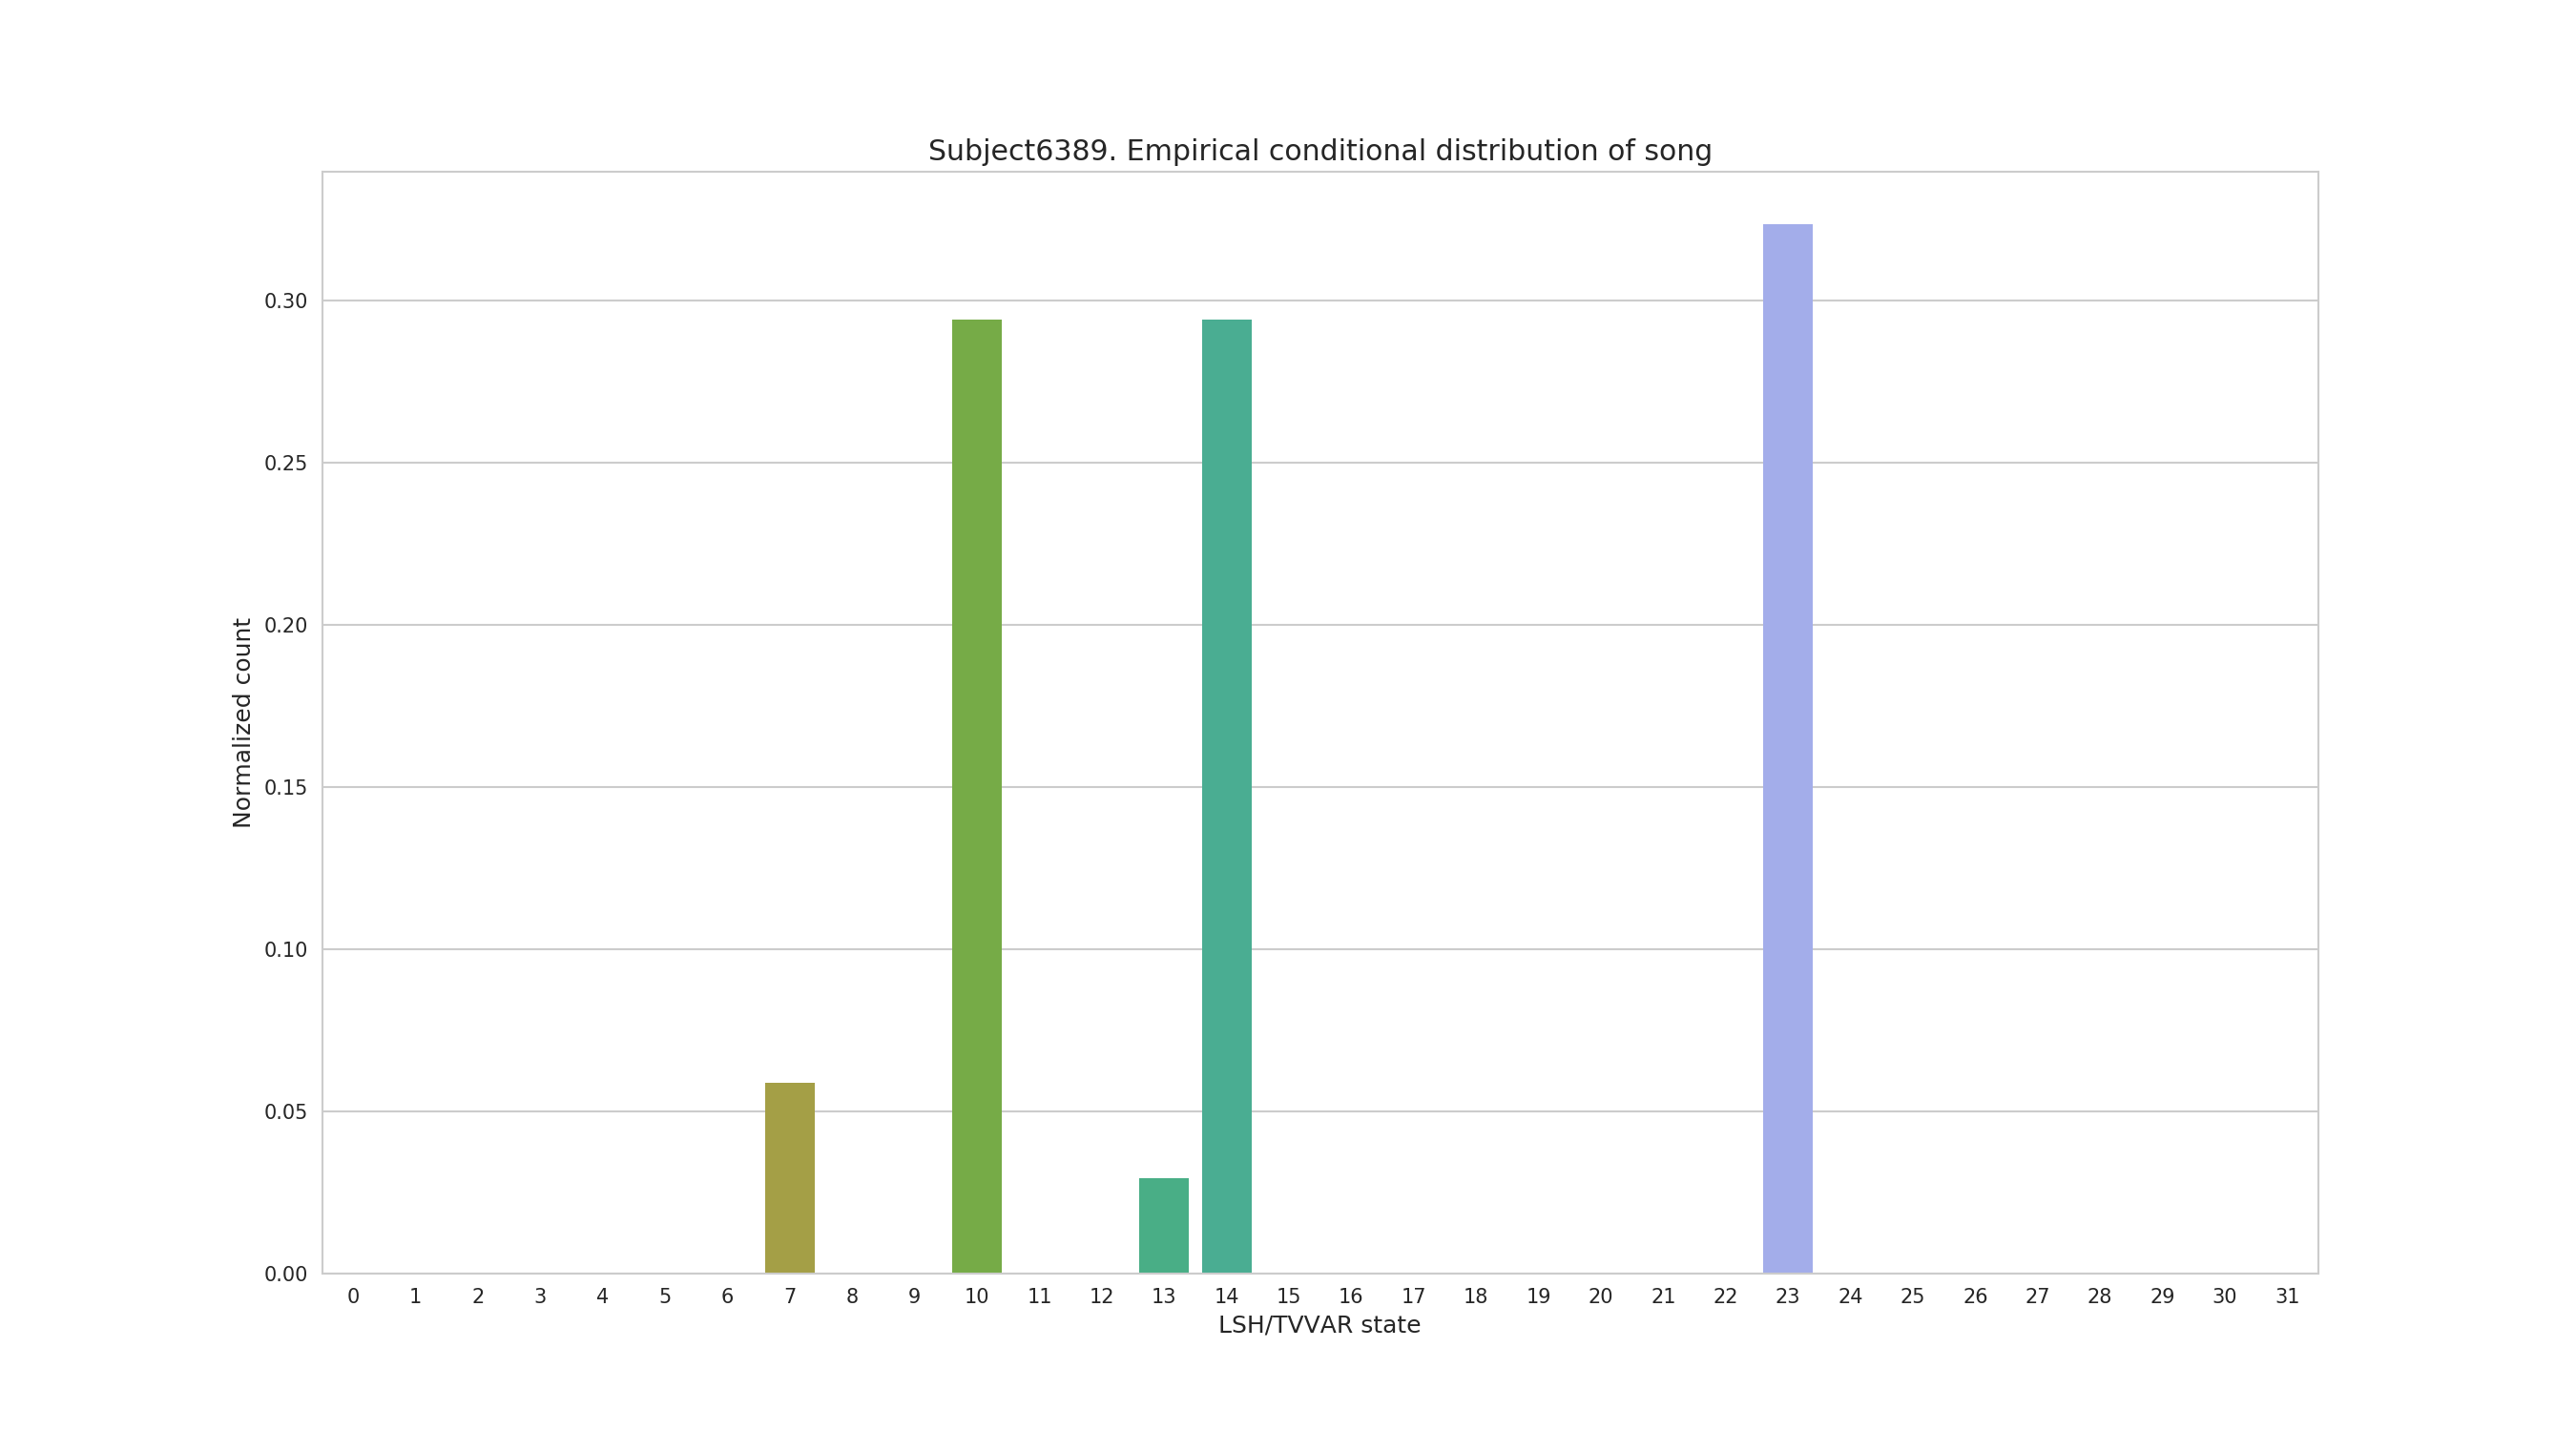 Subject6389. Empirical conditional distribution of song
Normalized count
0.30
0.25
0.20
0.15
0.10
0.05
0.00
0 1 2 3 4 5 6 7 8 9 10 11 12 13 14 15 16 17 18 19 20 21 22 23 24 25 26 27 28 29 30 31
LSH/TVVAR state